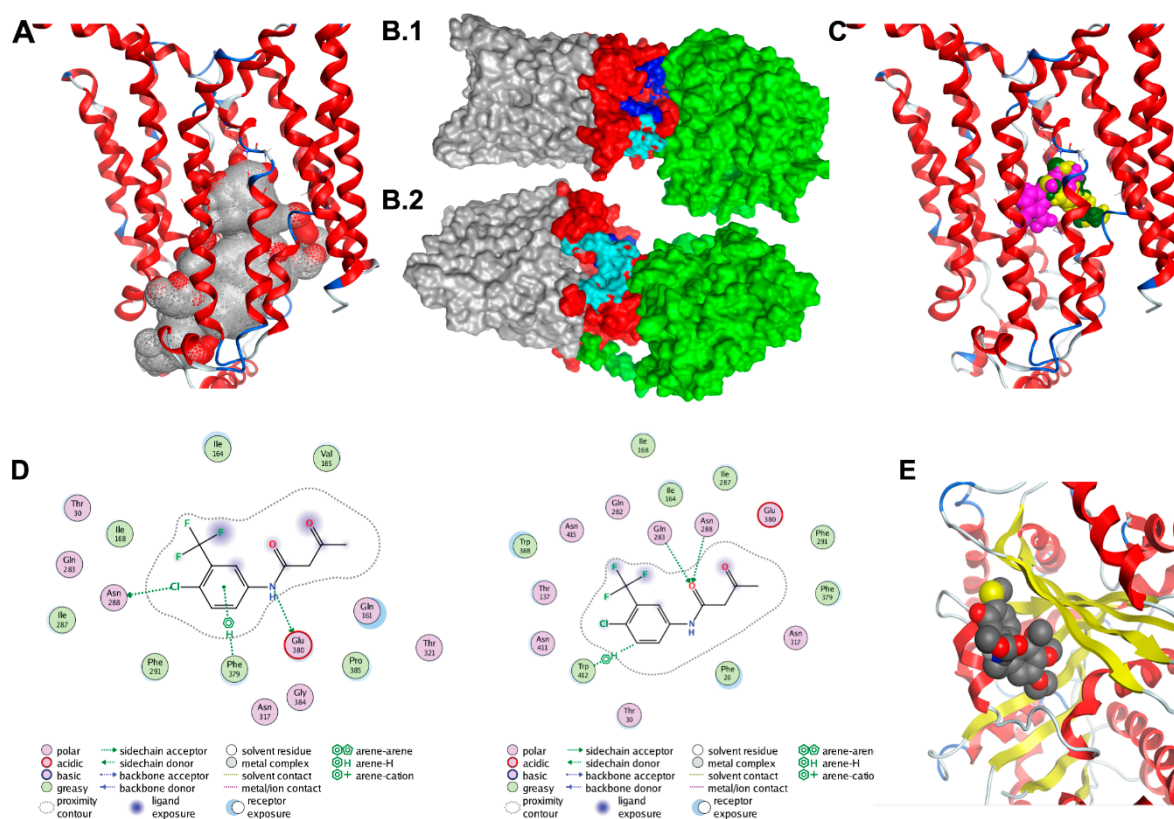 A
B.1
C
B.2
D
Ile
164
Val
165
Thr
30
Ile
168
Gln
283
Asn
288
Ile
287
Phe
291
Phe
379
Asn
317
Gly
384
Glu
380
Pro
385
Gln
161
Thr
321
F
F
F
Cl
O
O
N
H
H
Ile
168
Ile
287
Ile
164
Gln
282
Asn
415
Gln
283
Asn
288
Glu
380
Trp
388
Phe
291
Thr
137
Phe
379
Asn
411
Asn
317
Trp
412
Phe
26
Thr
30
F
F
F
Cl
O
O
N
H
H
E
polar
acidic
basic
greasy
proximity
contour
sidechain acceptor
sidechain donor
backbone acceptor
backbone donor
ligand
exposure
solvent residue
metal complex
solvent contact
metal/ion contact
receptor
exposure
arene-arene
H arene-H
+ arene-cation
polar
acidic
basic
greasy
proximity
contour
sidechain acceptor
sidechain donor
backbone acceptor
backbone donor
ligand
exposure
solvent residue
metal complex
solvent contact
metal/ion contact
receptor
exposure
arene-aren
H arene-H
+ arene-catio